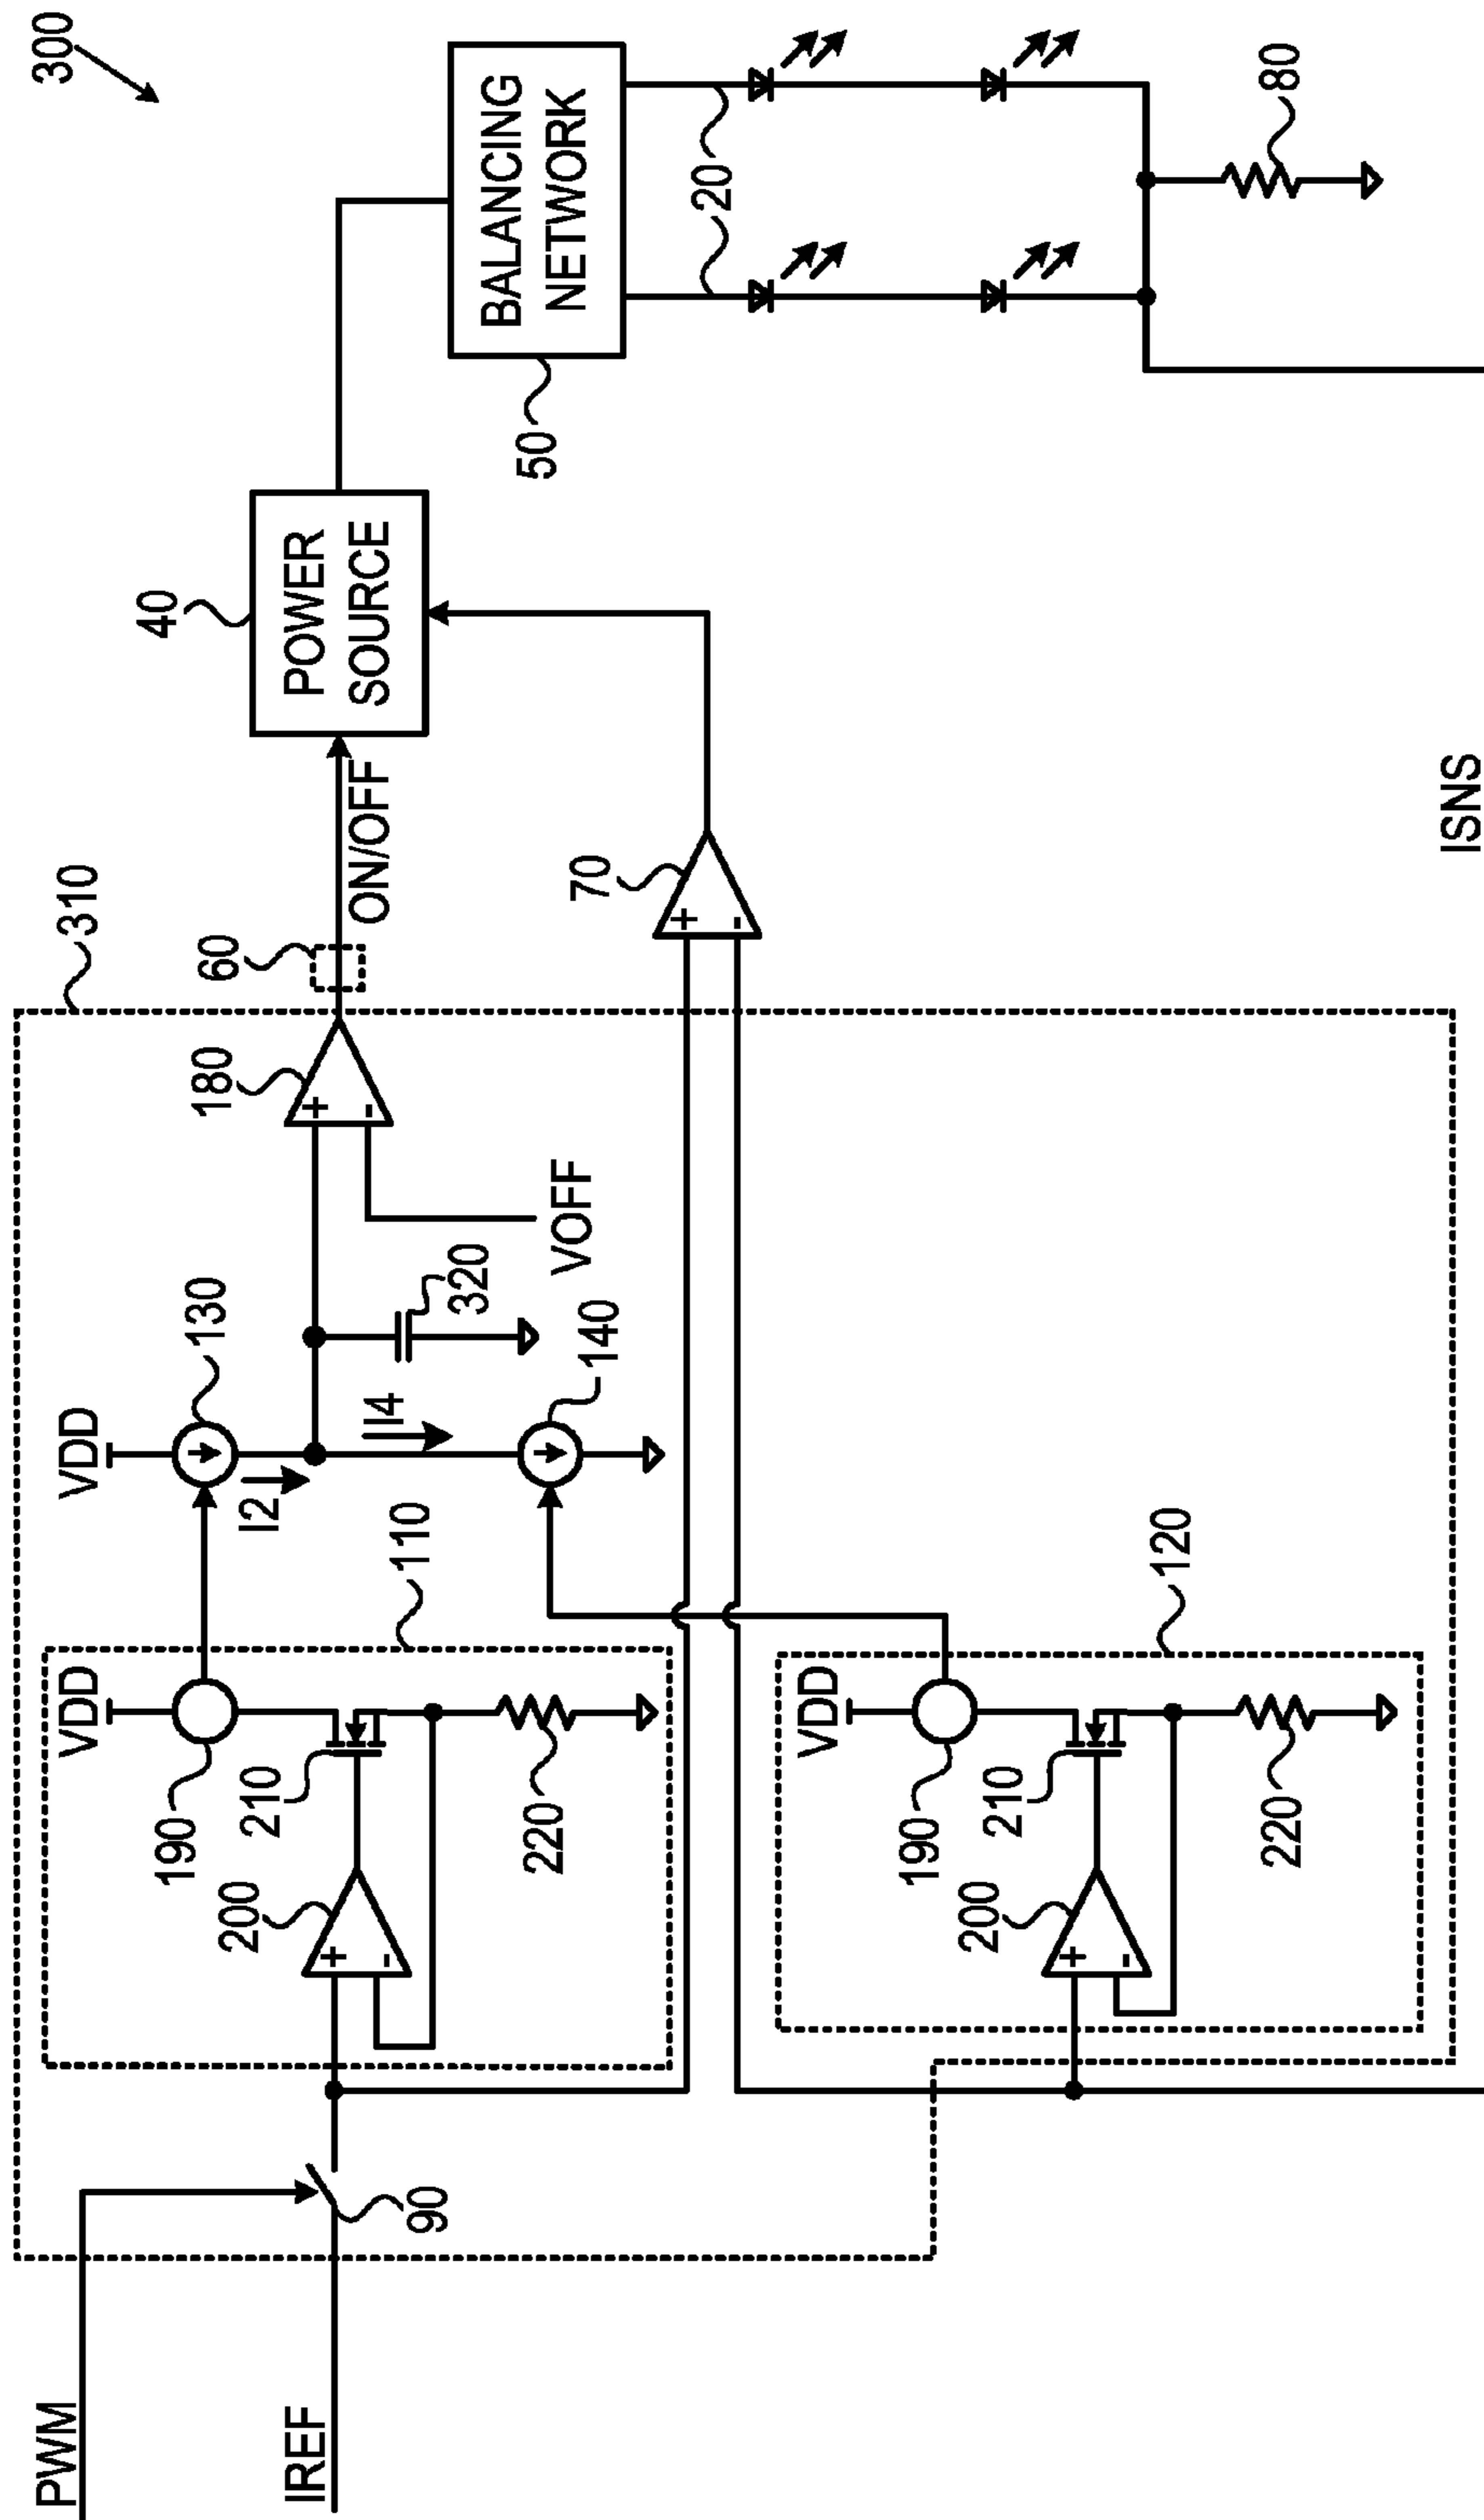 300
PWM
IREF
90
310
VDD
190
200
210
220
110
VDD
130
I2
I4
140
320
VOFF
180
60
ON/OFF
40
POWER
SOURCE
70
50
BALANCING
NETWORK
20
80
120
VDD
190
200
210
220
ISNS